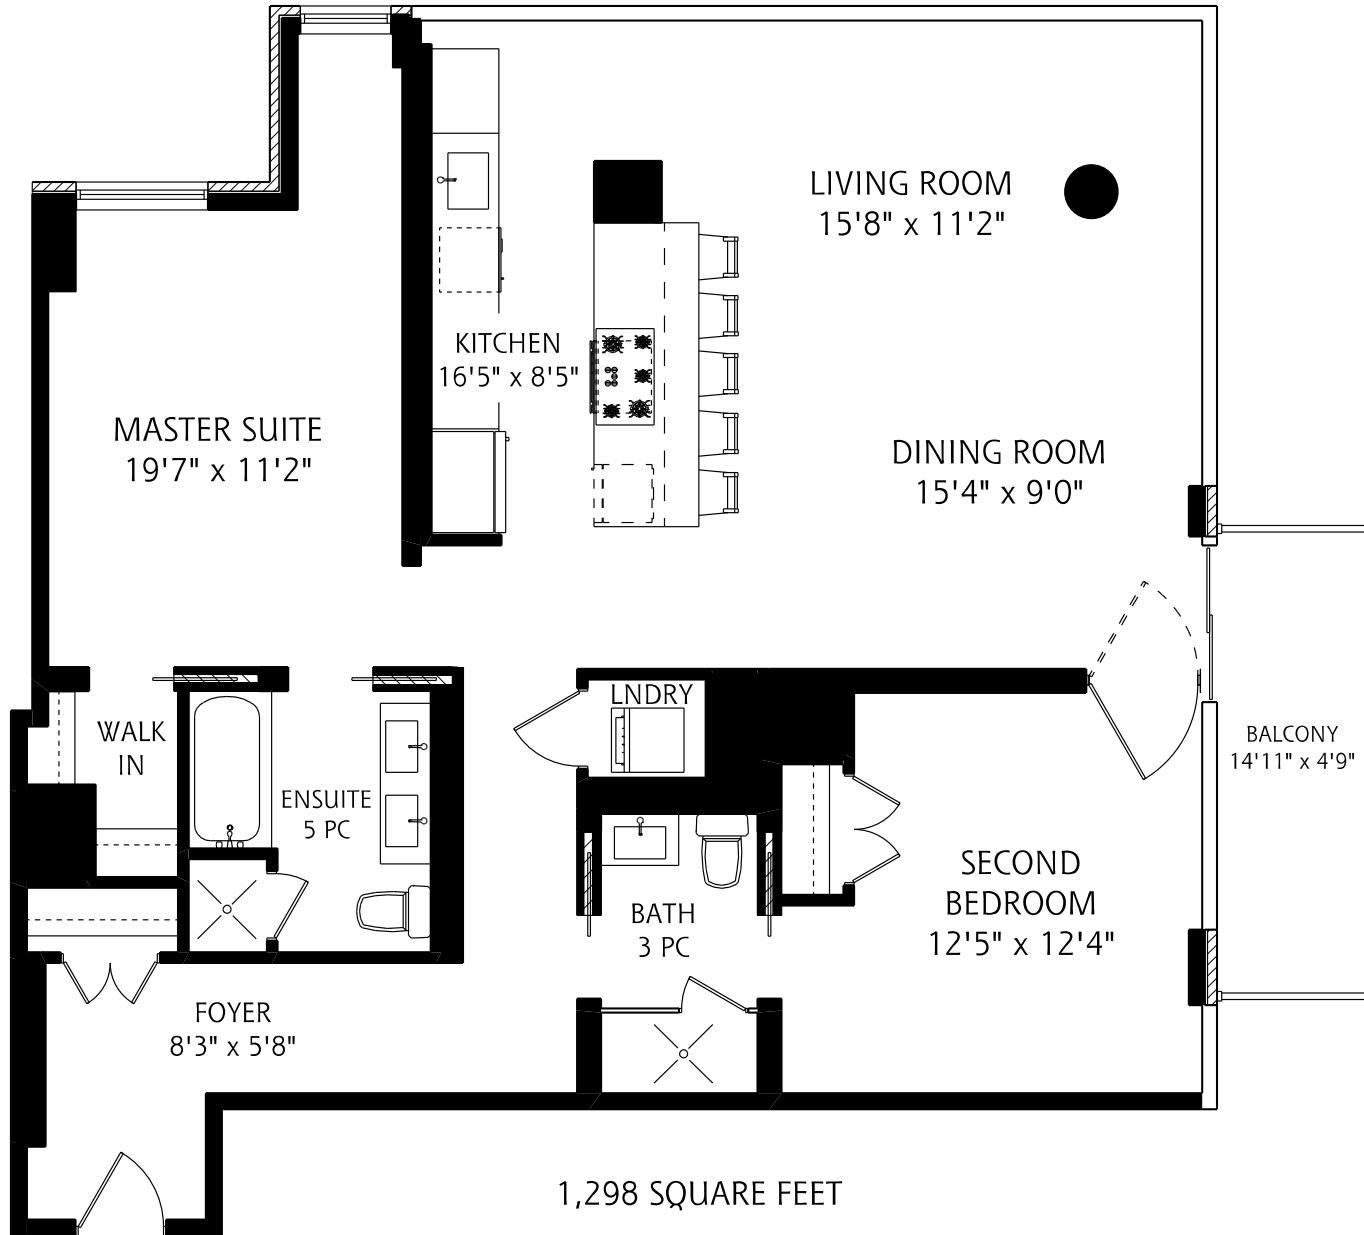 LIVING ROOM
15'8" x 11'2"
KITCHEN
16'5" x 8'5"
MASTER SUITE
19'7" x 11'2"
DINING ROOM
15'4" x 9'0"
LNDRY
WALK
IN
BALCONY
14'11" x 4'9"
ENSUITE
5 PC
SECOND
BEDROOM
12'5" x 12'4"
BATH
3 PC
FOYER
8'3" x 5'8"
1,298 SQUARE FEET